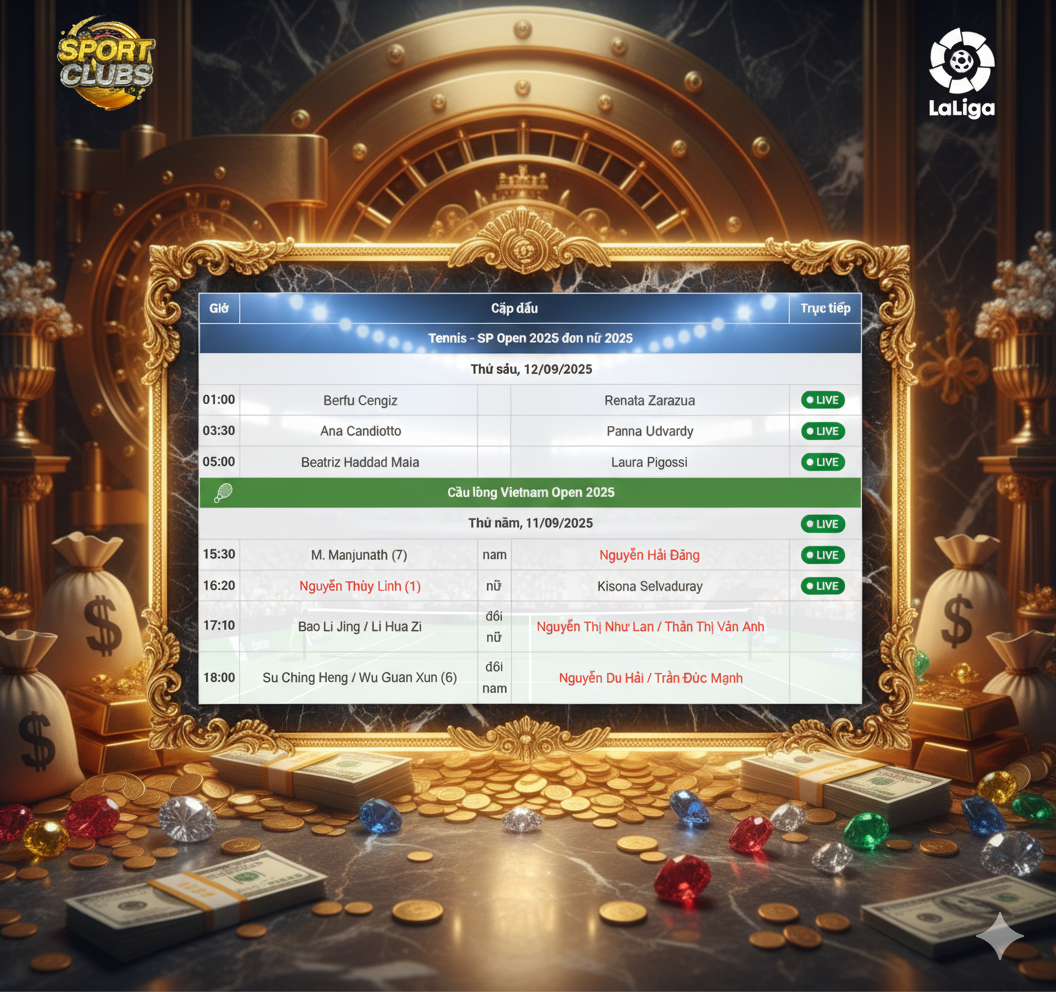 SPORT
CLUBS
LaLiga
Giờ Cặp đấu Trực tiếp
Tennis - SP Open 2025 đơn nữ 2025
Thứ sáu, 12/09/2025
01:00 Berfu Cengiz Renata Zarazua LIVE
03:30 Ana Candiotto Panna Udvardy LIVE
05:00 Beatriz Haddad Maia Laura Pigossi LIVE
Cầu lông Vietnam Open 2025
Thứ năm, 11/09/2025 LIVE
15:30 M. Manjunath (7) nam Nguyễn Hải Đăng LIVE
16:20 Nguyễn Thùy Linh (1) nữ Kisona Selvaduray LIVE
17:10 Bao Li Jing / Li Hua Zi đôi nữ Nguyễn Thị Như Lan / Thân Thị Vân Anh
18:00 Su Ching Heng / Wu Guan Xun (6) đôi nam Nguyễn Du Hải / Trần Đức Mạnh